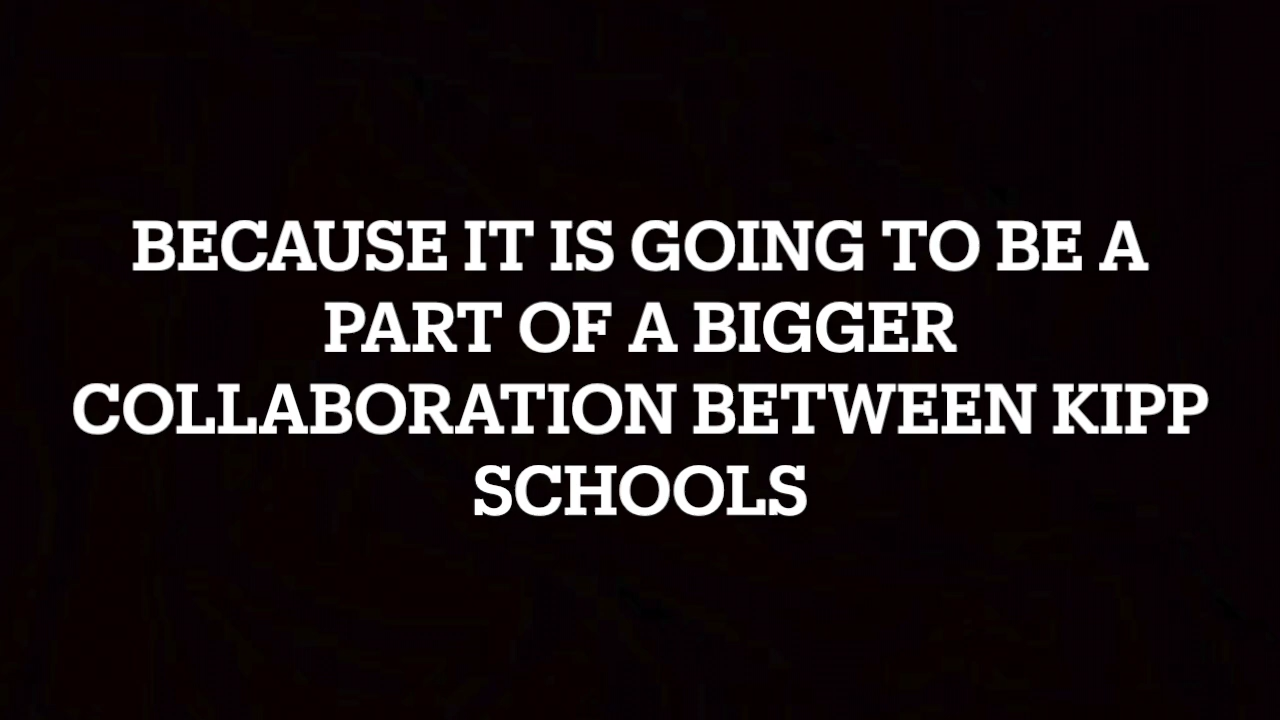 BECAUSE IT IS GOING TO BE A
PART OF A BIGGER
COLLABORATION BETWEEN KIPP
SCHOOLS